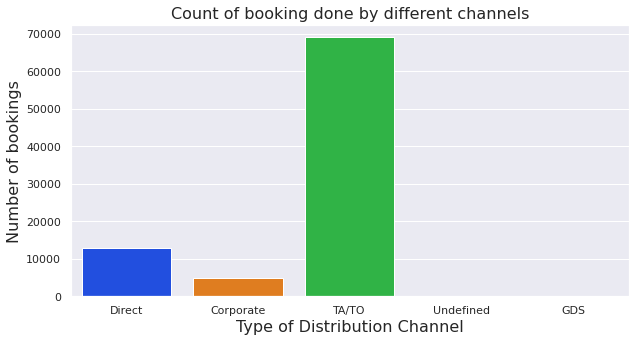 Count of booking done by different channels
Number of bookings
70000
60000
50000
40000
30000
20000
10000
0
Direct Corporate TA/TO Undefined GDS
Type of Distribution Channel